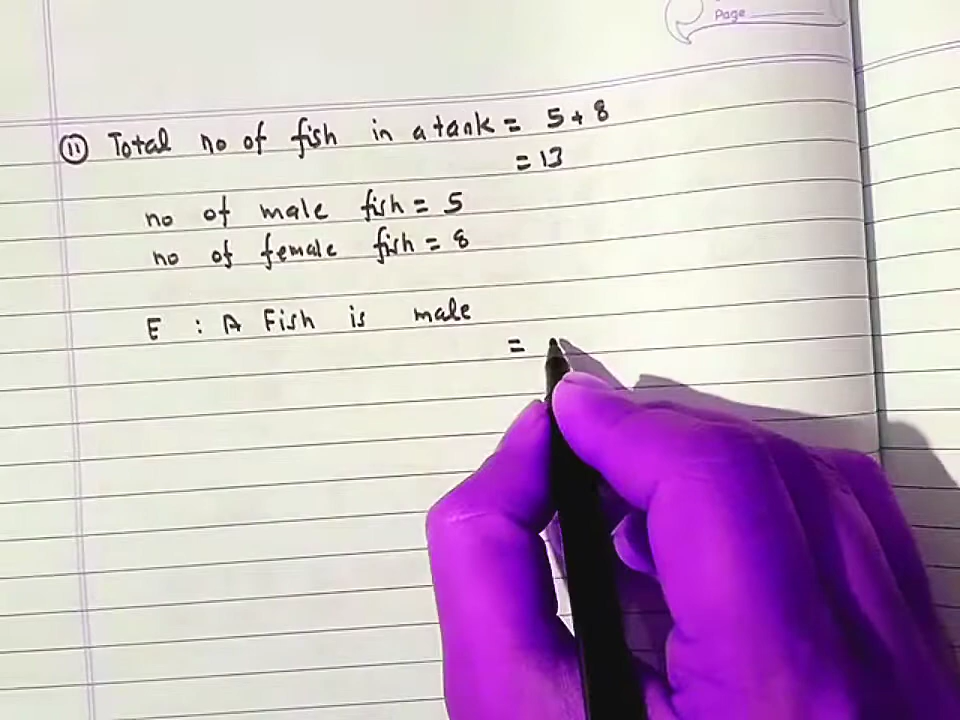 Page
11 Total no of fish in a tank = 5 + 8
= 13
no of male fish = 5
no of female fish = 8
E : A Fish is male
=